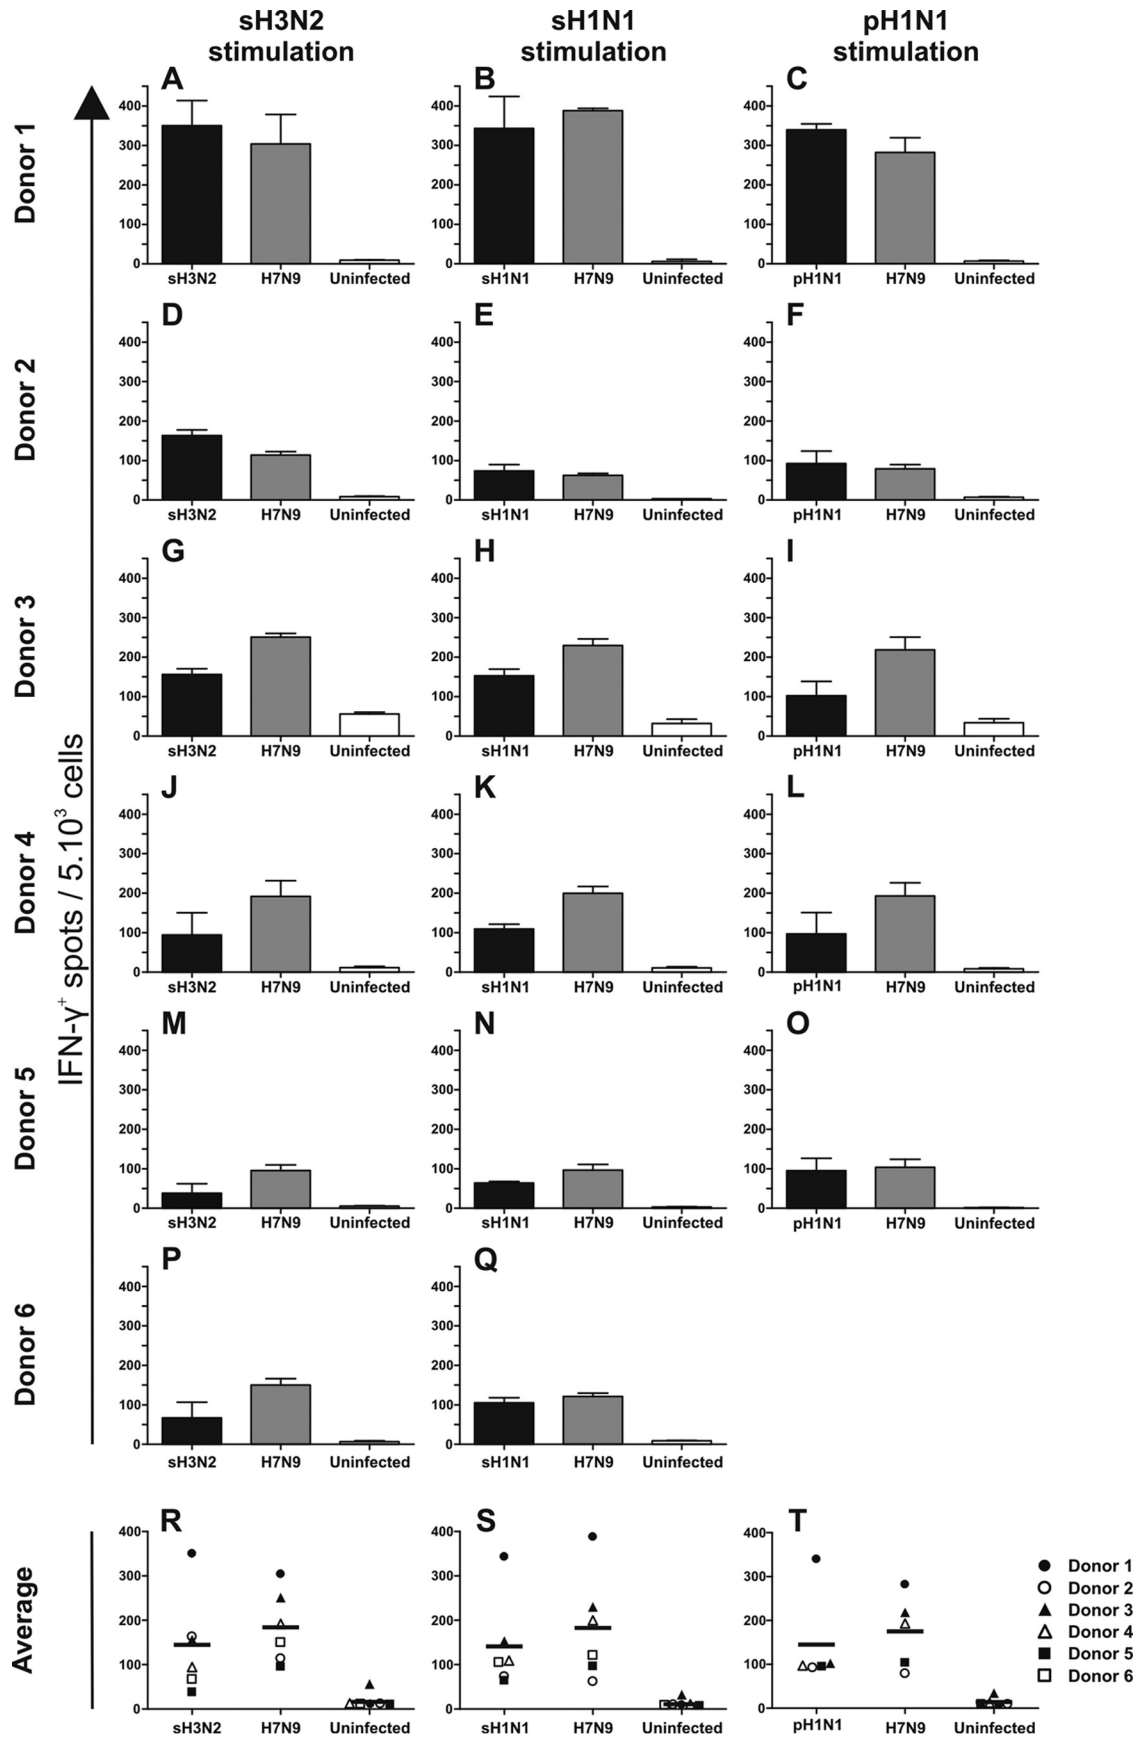 sH3N2
stimulation
sH1N1
stimulation
pH1N1
stimulation
IFN-γ+ spots / 5.10³ cells
Donor 1
A
400
300
200
100
0
sH3N2 H7N9 Uninfected
B
400
300
200
100
0
sH1N1 H7N9 Uninfected
C
400
300
200
100
0
pH1N1 H7N9 Uninfected
Donor 2
D
400
300
200
100
0
sH3N2 H7N9 Uninfected
E
400
300
200
100
0
sH1N1 H7N9 Uninfected
F
400
300
200
100
0
pH1N1 H7N9 Uninfected
Donor 3
G
400
300
200
100
0
sH3N2 H7N9 Uninfected
H
400
300
200
100
0
sH1N1 H7N9 Uninfected
I
400
300
200
100
0
pH1N1 H7N9 Uninfected
Donor 4
J
400
300
200
100
0
sH3N2 H7N9 Uninfected
K
400
300
200
100
0
sH1N1 H7N9 Uninfected
L
400
300
200
100
0
pH1N1 H7N9 Uninfected
Donor 5
M
400
300
200
100
0
sH3N2 H7N9 Uninfected
N
400
300
200
100
0
sH1N1 H7N9 Uninfected
O
400
300
200
100
0
pH1N1 H7N9 Uninfected
Donor 6
P
400
300
200
100
0
sH3N2 H7N9 Uninfected
Q
400
300
200
100
0
sH1N1 H7N9 Uninfected
Average
R
400
300
200
100
0
sH3N2 H7N9 Uninfected
S
400
300
200
100
0
sH1N1 H7N9 Uninfected
T
400
300
200
100
0
pH1N1 H7N9 Uninfected
Donor 1
Donor 2
Donor 3
Donor 4
Donor 5
Donor 6